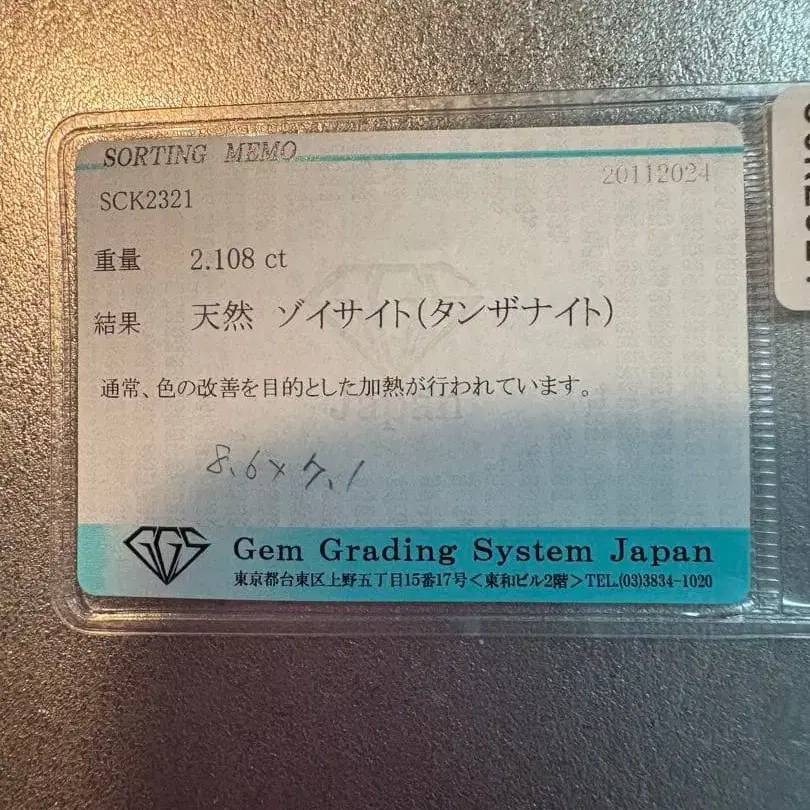 SORTING MEMO
20112024
SCK2321
重量 2.108 ct
結果 天然 ゾイサイト(タンザナイト)
通常、色の改善を目的とした加熱が行われています。
8.6×7.1
GGS
Gem Grading System Japan
東京都台東区上野五丁目15番17号<東和ビル2階>TEL.(03)3834-1020